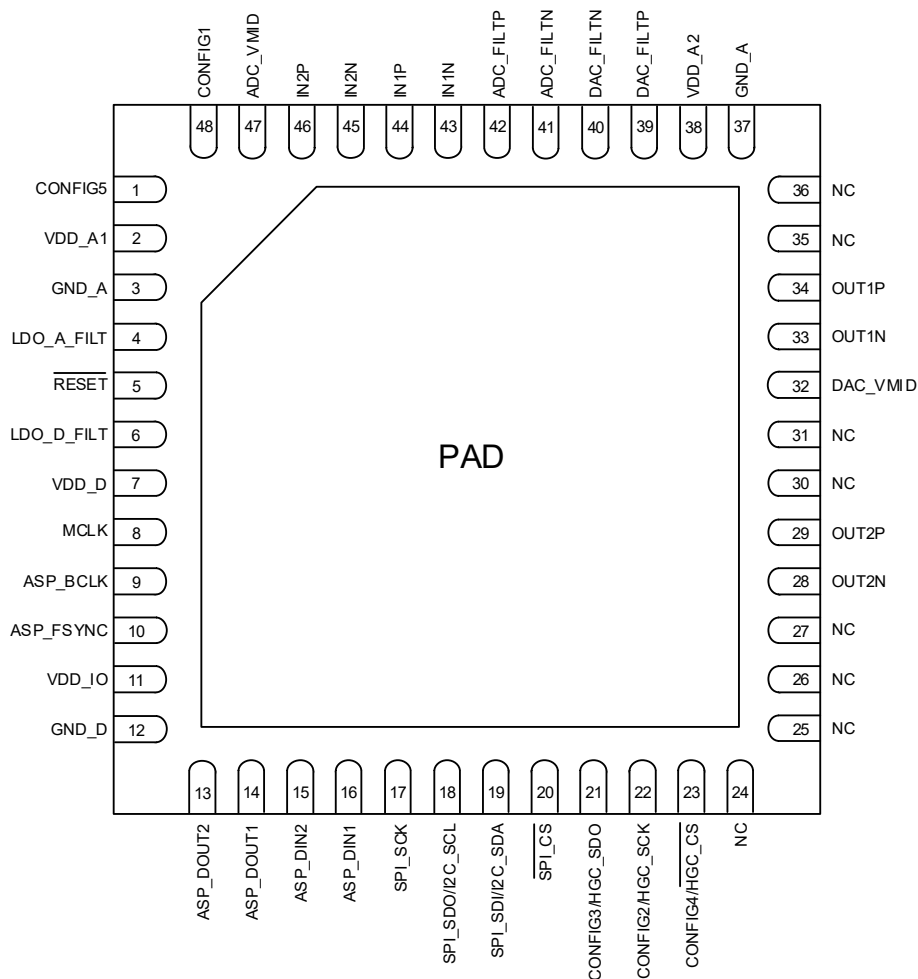 CONFIG1
ADC_VMID
IN2P
IN2N
IN1P
IN1N
ADC_FILTP
ADC_FILTN
DAC_FILTN
DAC_FILTP
VDD_A2
GND_A
48 47 46 45 44 43 42 41 40 39 38 37
CONFIG5 1
VDD_A1 2
GND_A 3
LDO_A_FILT 4
RESET 5
LDO_D_FILT 6
VDD_D 7
MCLK 8
ASP_BCLK 9
ASP_FSYNC 10
VDD_IO 11
GND_D 12
PAD
36 NC
35 NC
34 OUT1P
33 OUT1N
32 DAC_VMID
31 NC
30 NC
29 OUT2P
28 OUT2N
27 NC
26 NC
25 NC
13 14 15 16 17 18 19 20 21 22 23 24
ASP_DOUT2
ASP_DOUT1
ASP_DIN2
ASP_DIN1
SPI_SCK
SPI_SDO/I2C_SCL
SPI_SDI/I2C_SDA
SPI_CS
CONFIG3/HGC_SDO
CONFIG2/HGC_SCK
CONFIG4/HGC_CS
NC